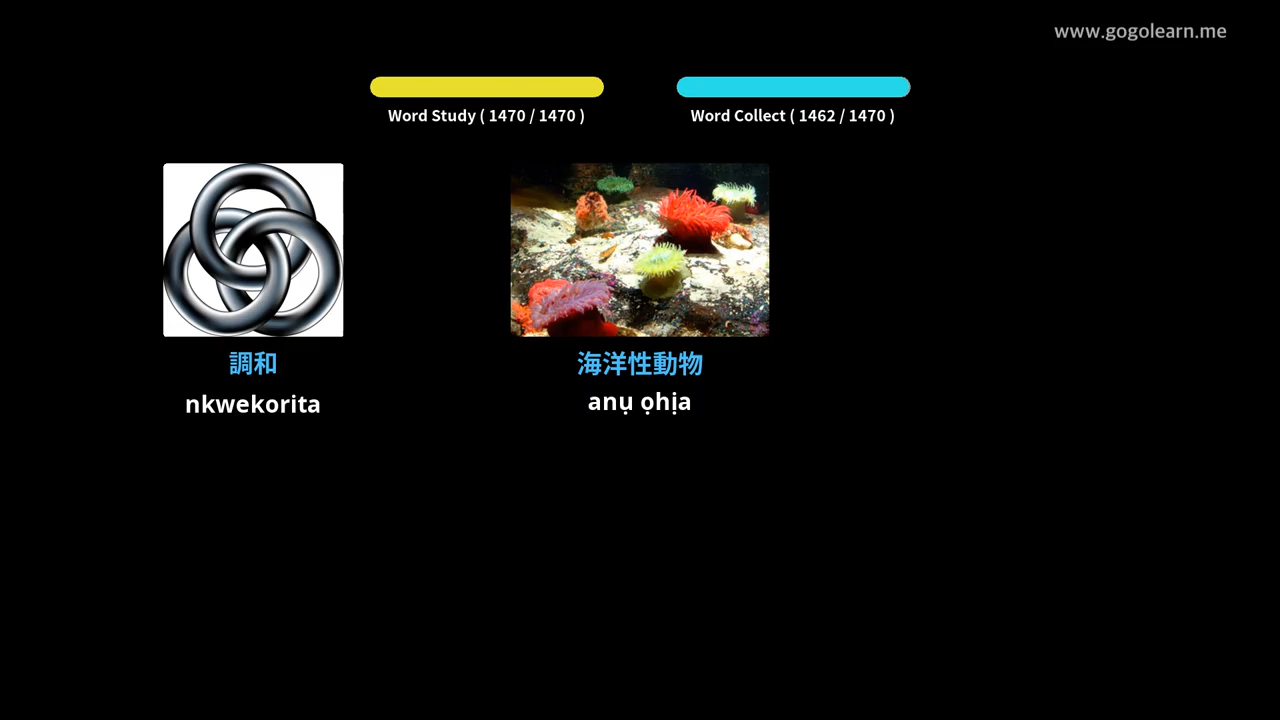 www.gogolearn.me
Word Study ( 1470 / 1470 )
Word Collect ( 1462 / 1470 )
調和
海洋性動物
nkwekorita
anụ ọhịa